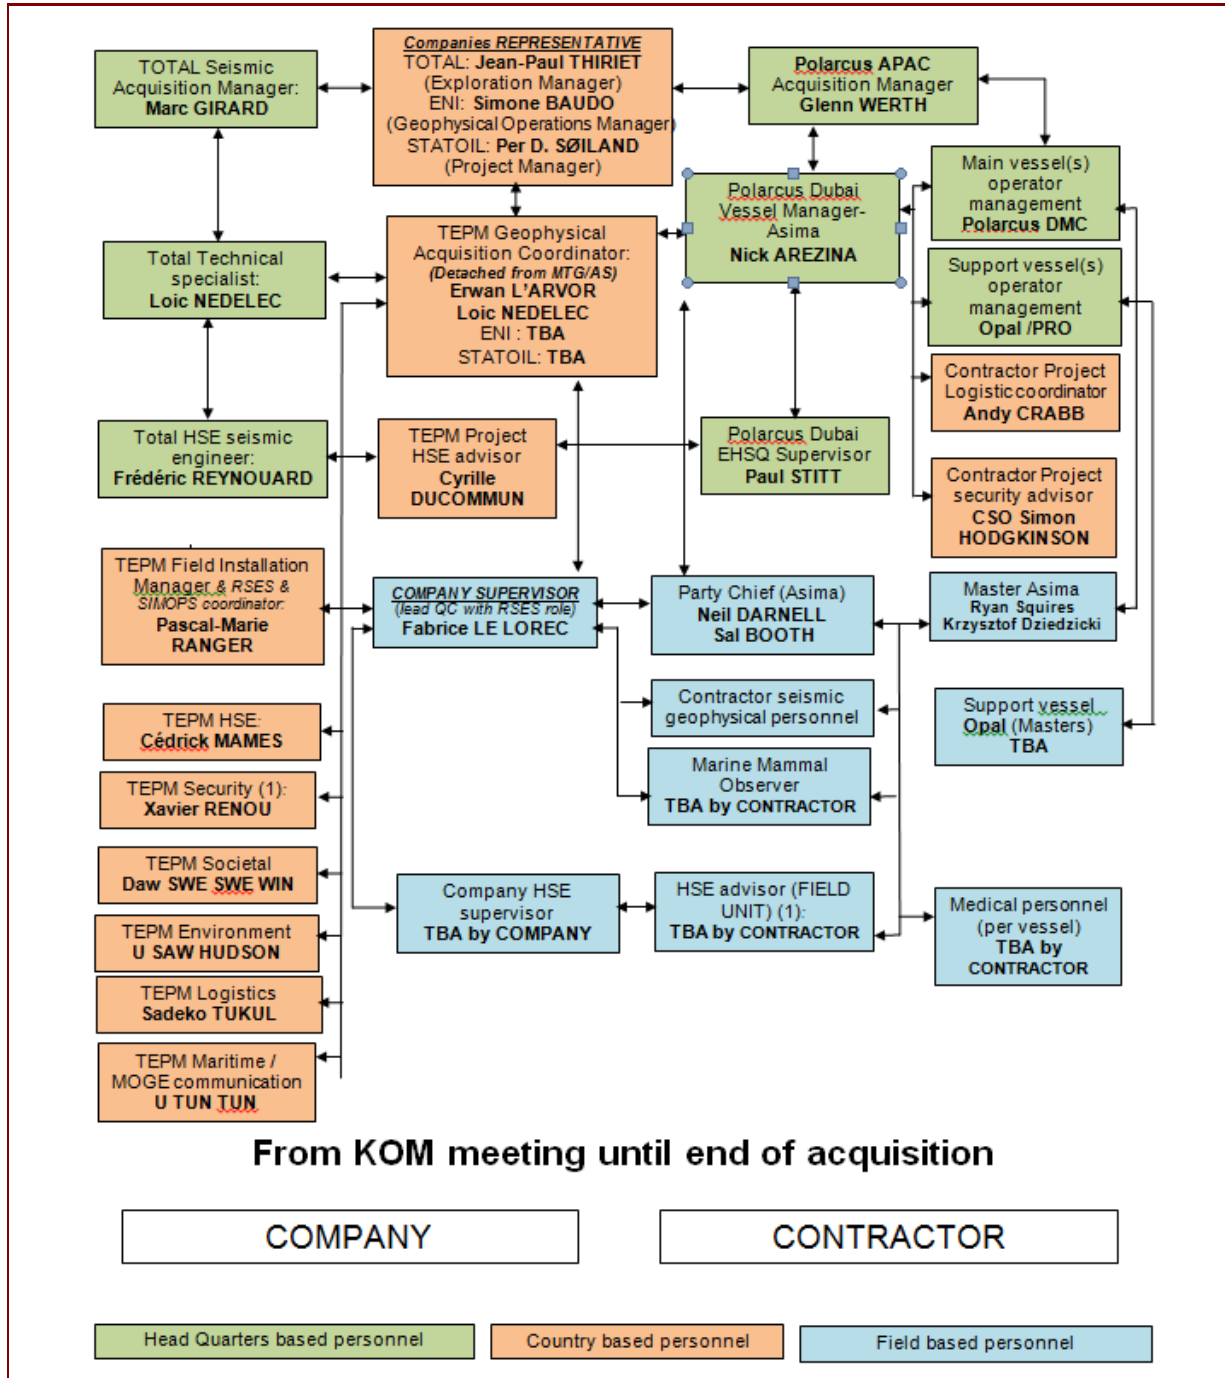 Companies REPRESENTATIVE
TOTAL: Jean-Paul THIRIET
(Exploration Manager)
ENI: Simone BAUDO
(Geophysical Operations Manager)
STATOIL: Per D. SØILAND
(Project Manager)
TOTAL Seismic
Acquisition Manager:
Marc GIRARD
Polarcus APAC
Acquisition Manager
Glenn WERTH
Main vessel(s)
operator
management
Polarcus DMC
Polarcus Dubai
Vessel Manager-
Asima
Nick AREZINA
TEPM Geophysical
Acquisition Coordinator:
(Detached from MTG/AS)
Erwan L'ARVOR
Loic NEDELEC
ENI : TBA
STATOIL: TBA
Total Technical
specialist:
Loic NEDELEC
Support vessel(s)
operator
management
Opal /PRO
Contractor Project
Logistic coordinator
Andy CRABB
Total HSE seismic
engineer:
Frédéric REYNOUARD
TEPM Project
HSE advisor
Cyrille
DUCOMMUN
Polarcus Dubai
EHSQ Supervisor
Paul STITT
Contractor Project
security advisor
CSO Simon
HODGKINSON
TEPM Field Installation
Manager & RSES &
SIMOPS coordinator:
Pascal-Marie
RANGER
COMPANY SUPERVISOR
(lead QC with RSES role)
Fabrice LE LOREC
Party Chief (Asima)
Neil DARNELL
Sal BOOTH
Master Asima
Ryan Squires
Krzysztof Dziedzicki
Contractor seismic
geophysical personnel
Support vessel
Opal (Masters)
TBA
TEPM HSE:
Cédrick MAMES
Marine Mammal
Observer
TBA by CONTRACTOR
TEPM Security (1):
Xavier RENOU
TEPM Societal
Daw SWE SWE WIN
Company HSE
supervisor
TBA by COMPANY
HSE advisor (FIELD
UNIT) (1):
TBA by CONTRACTOR
Medical personnel
(per vessel)
TBA by
CONTRACTOR
TEPM Environment
U SAW HUDSON
TEPM Logistics
Sadeko TUKUL
TEPM Maritime /
MOGE communication
U TUN TUN
From KOM meeting until end of acquisition
COMPANY
CONTRACTOR
Head Quarters based personnel
Country based personnel
Field based personnel